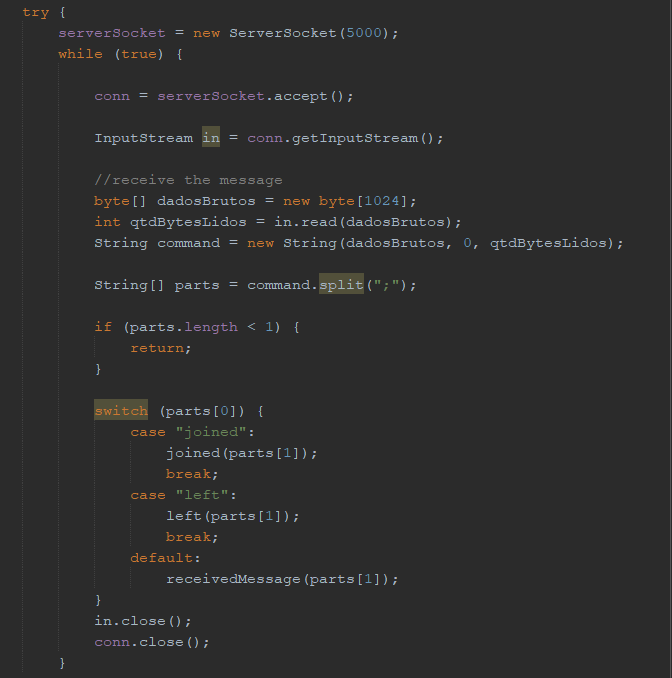 try {
serverSocket = new ServerSocket(5000);
while (true) {
conn = serverSocket.accept();
InputStream in = conn.getInputStream();
//receive the message
byte[] dadosBrutos = new byte[1024];
int qtdBytesLidos = in.read(dadosBrutos);
String command = new String(dadosBrutos, 0, qtdBytesLidos);
String[] parts = command.split(";");
if (parts.length < 1) {
return;
}
switch (parts[0]) {
case "joined":
joined(parts[1]);
break;
case "left":
left(parts[1]);
break;
default:
receivedMessage(parts[1]);
}
in.close();
conn.close();
}